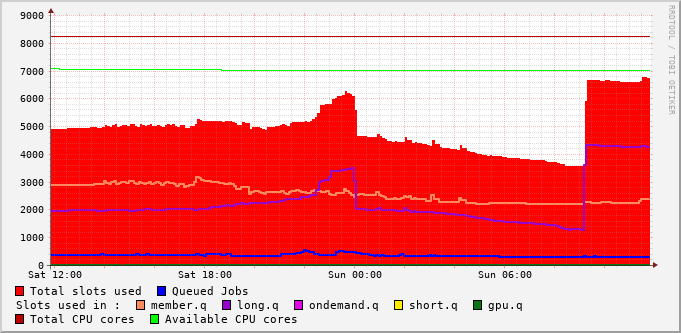 9000
8000
7000
6000
5000
4000
3000
2000
1000
0
Sat 12:00 Sat 18:00 Sun 00:00 Sun 06:00
Total slots used Queued Jobs
Slots used in : member.q long.q ondemand.q short.q gpu.q
Total CPU cores Available CPU cores
RRDTOOL / TOBI OETIKER